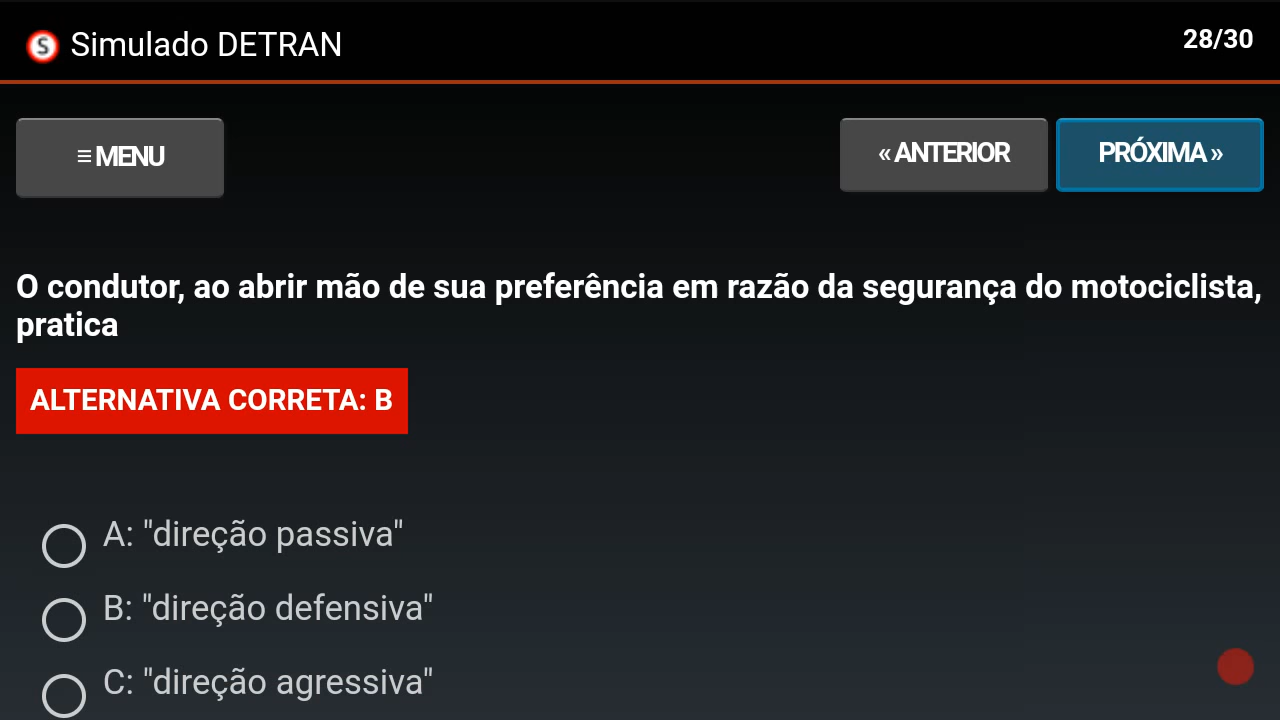 S Simulado DETRAN
28/30
≡ MENU
« ANTERIOR
PRÓXIMA »
O condutor, ao abrir mão de sua preferência em razão da segurança do motociclista,
pratica
ALTERNATIVA CORRETA: B
A: "direção passiva"
B: "direção defensiva"
C: "direção agressiva"